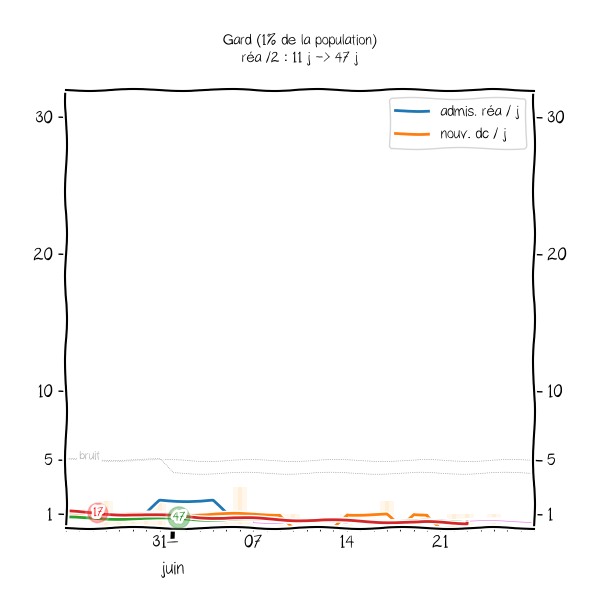 Gard (1% de la population)
réa /2 : 11 j -> 47 j
admis. réa / j
nouv. dc / j
30
30
20
20
10
10
5
bruit
5
1
17
47
1
31
07
14
21
juin